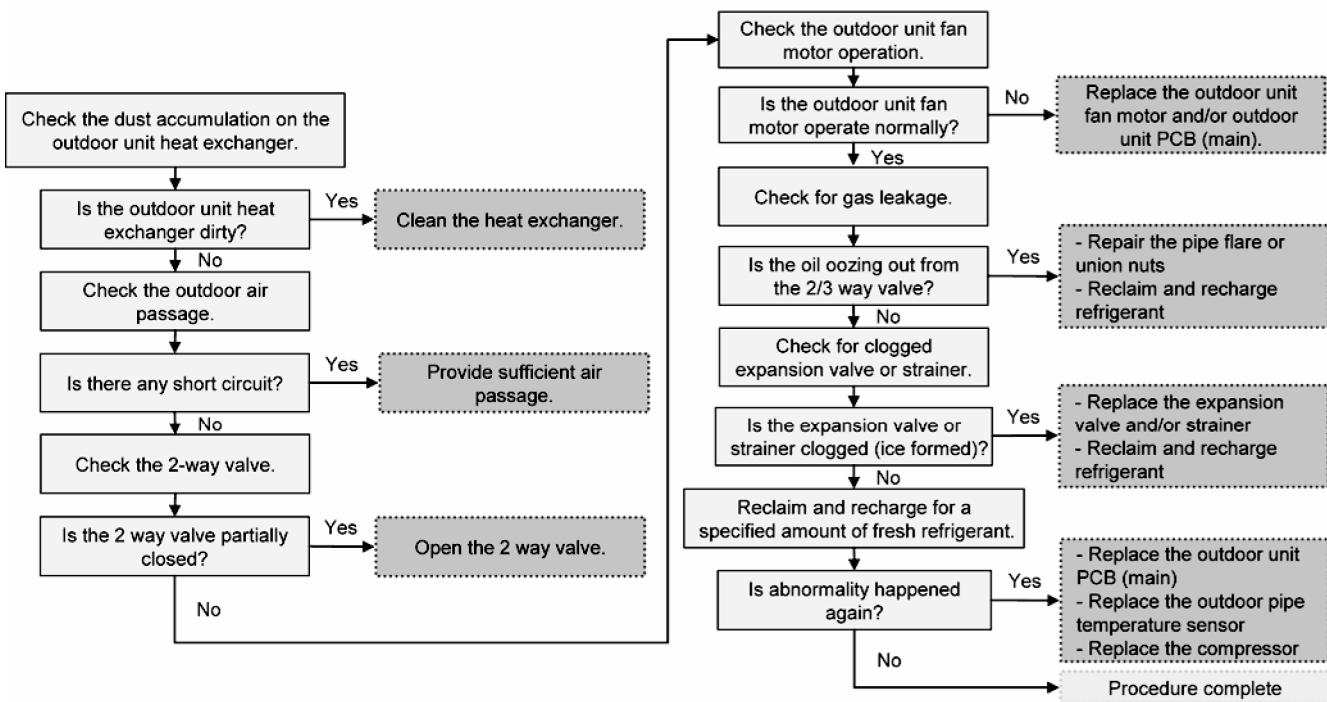 Check the dust accumulation on the
outdoor unit heat exchanger.
Is the outdoor unit heat
exchanger dirty?
Yes
Clean the heat exchanger.
No
Check the outdoor air
passage.
Is there any short circuit?
Yes
Provide sufficient air
passage.
No
Check the 2-way valve.
Is the 2 way valve partially
closed?
Yes
Open the 2 way valve.
No
Check the outdoor unit fan
motor operation.
Is the outdoor unit fan
motor operate normally?
No
Replace the outdoor unit
fan motor and/or outdoor
unit PCB (main).
Yes
Check for gas leakage.
Is the oil oozing out from
the 2/3 way valve?
Yes
- Repair the pipe flare or
union nuts
- Reclaim and recharge
refrigerant
No
Check for clogged
expansion valve or strainer.
Is the expansion valve or
strainer clogged (ice formed)?
Yes
- Replace the expansion
valve and/or strainer
- Reclaim and recharge
refrigerant
No
Reclaim and recharge for a
specified amount of fresh refrigerant.
Is abnormality happened
again?
Yes
- Replace the outdoor unit
PCB (main)
- Replace the outdoor pipe
temperature sensor
- Replace the compressor
No
Procedure complete